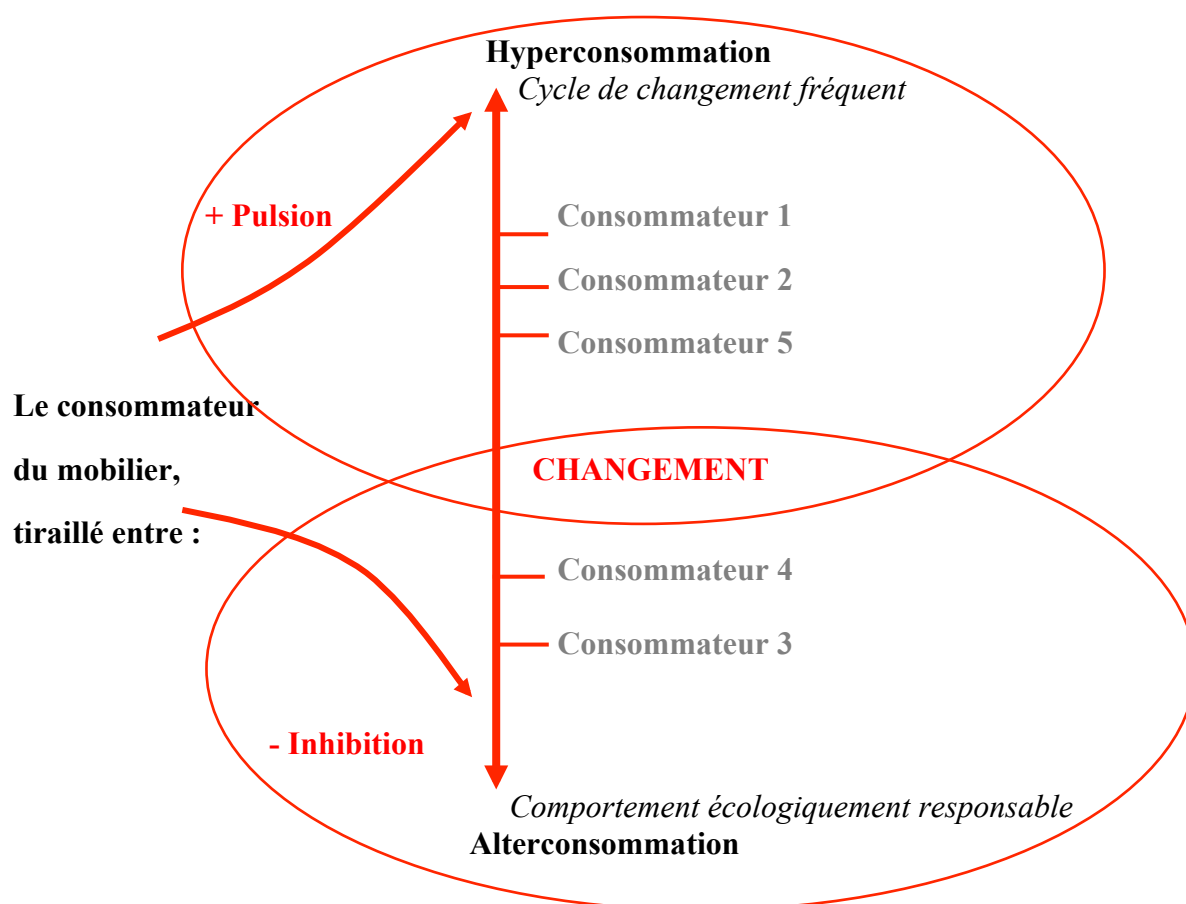 Hyperconsommation
Cycle de changement fréquent
+ Pulsion
Consommateur 1
Consommateur 2
Consommateur 5
Le consommateur
du mobilier,
tiraillé entre :
CHANGEMENT
Consommateur 4
Consommateur 3
- Inhibition
Comportement écologiquement responsable
Alterconsommation